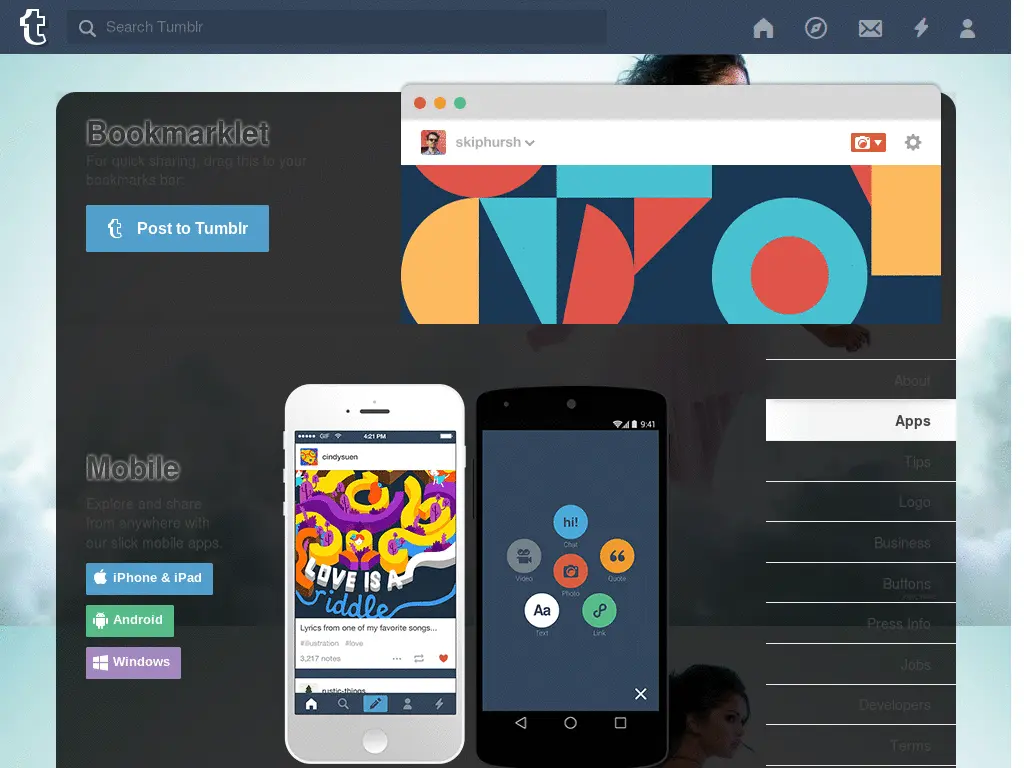 Search Tumblr
Bookmarklet
For quick sharing, drag this to your
bookmarks bar:
Post to Tumblr
skiphursh
Mobile
Explore and share
from anywhere with
our slick mobile apps.
iPhone & iPad
Android
Windows
GIF
4:21 PM
cindysuen
LOVE IS A
riddle
Lyrics from one of my favorite songs...
#illustration #love
3,217 notes
rustic-things
9:41
hi!
Chat
Video
Quote
Photo
Aa
Text
Link
About
Apps
Tips
Logo
Business
Buttons
Press Info
Jobs
Developers
Terms